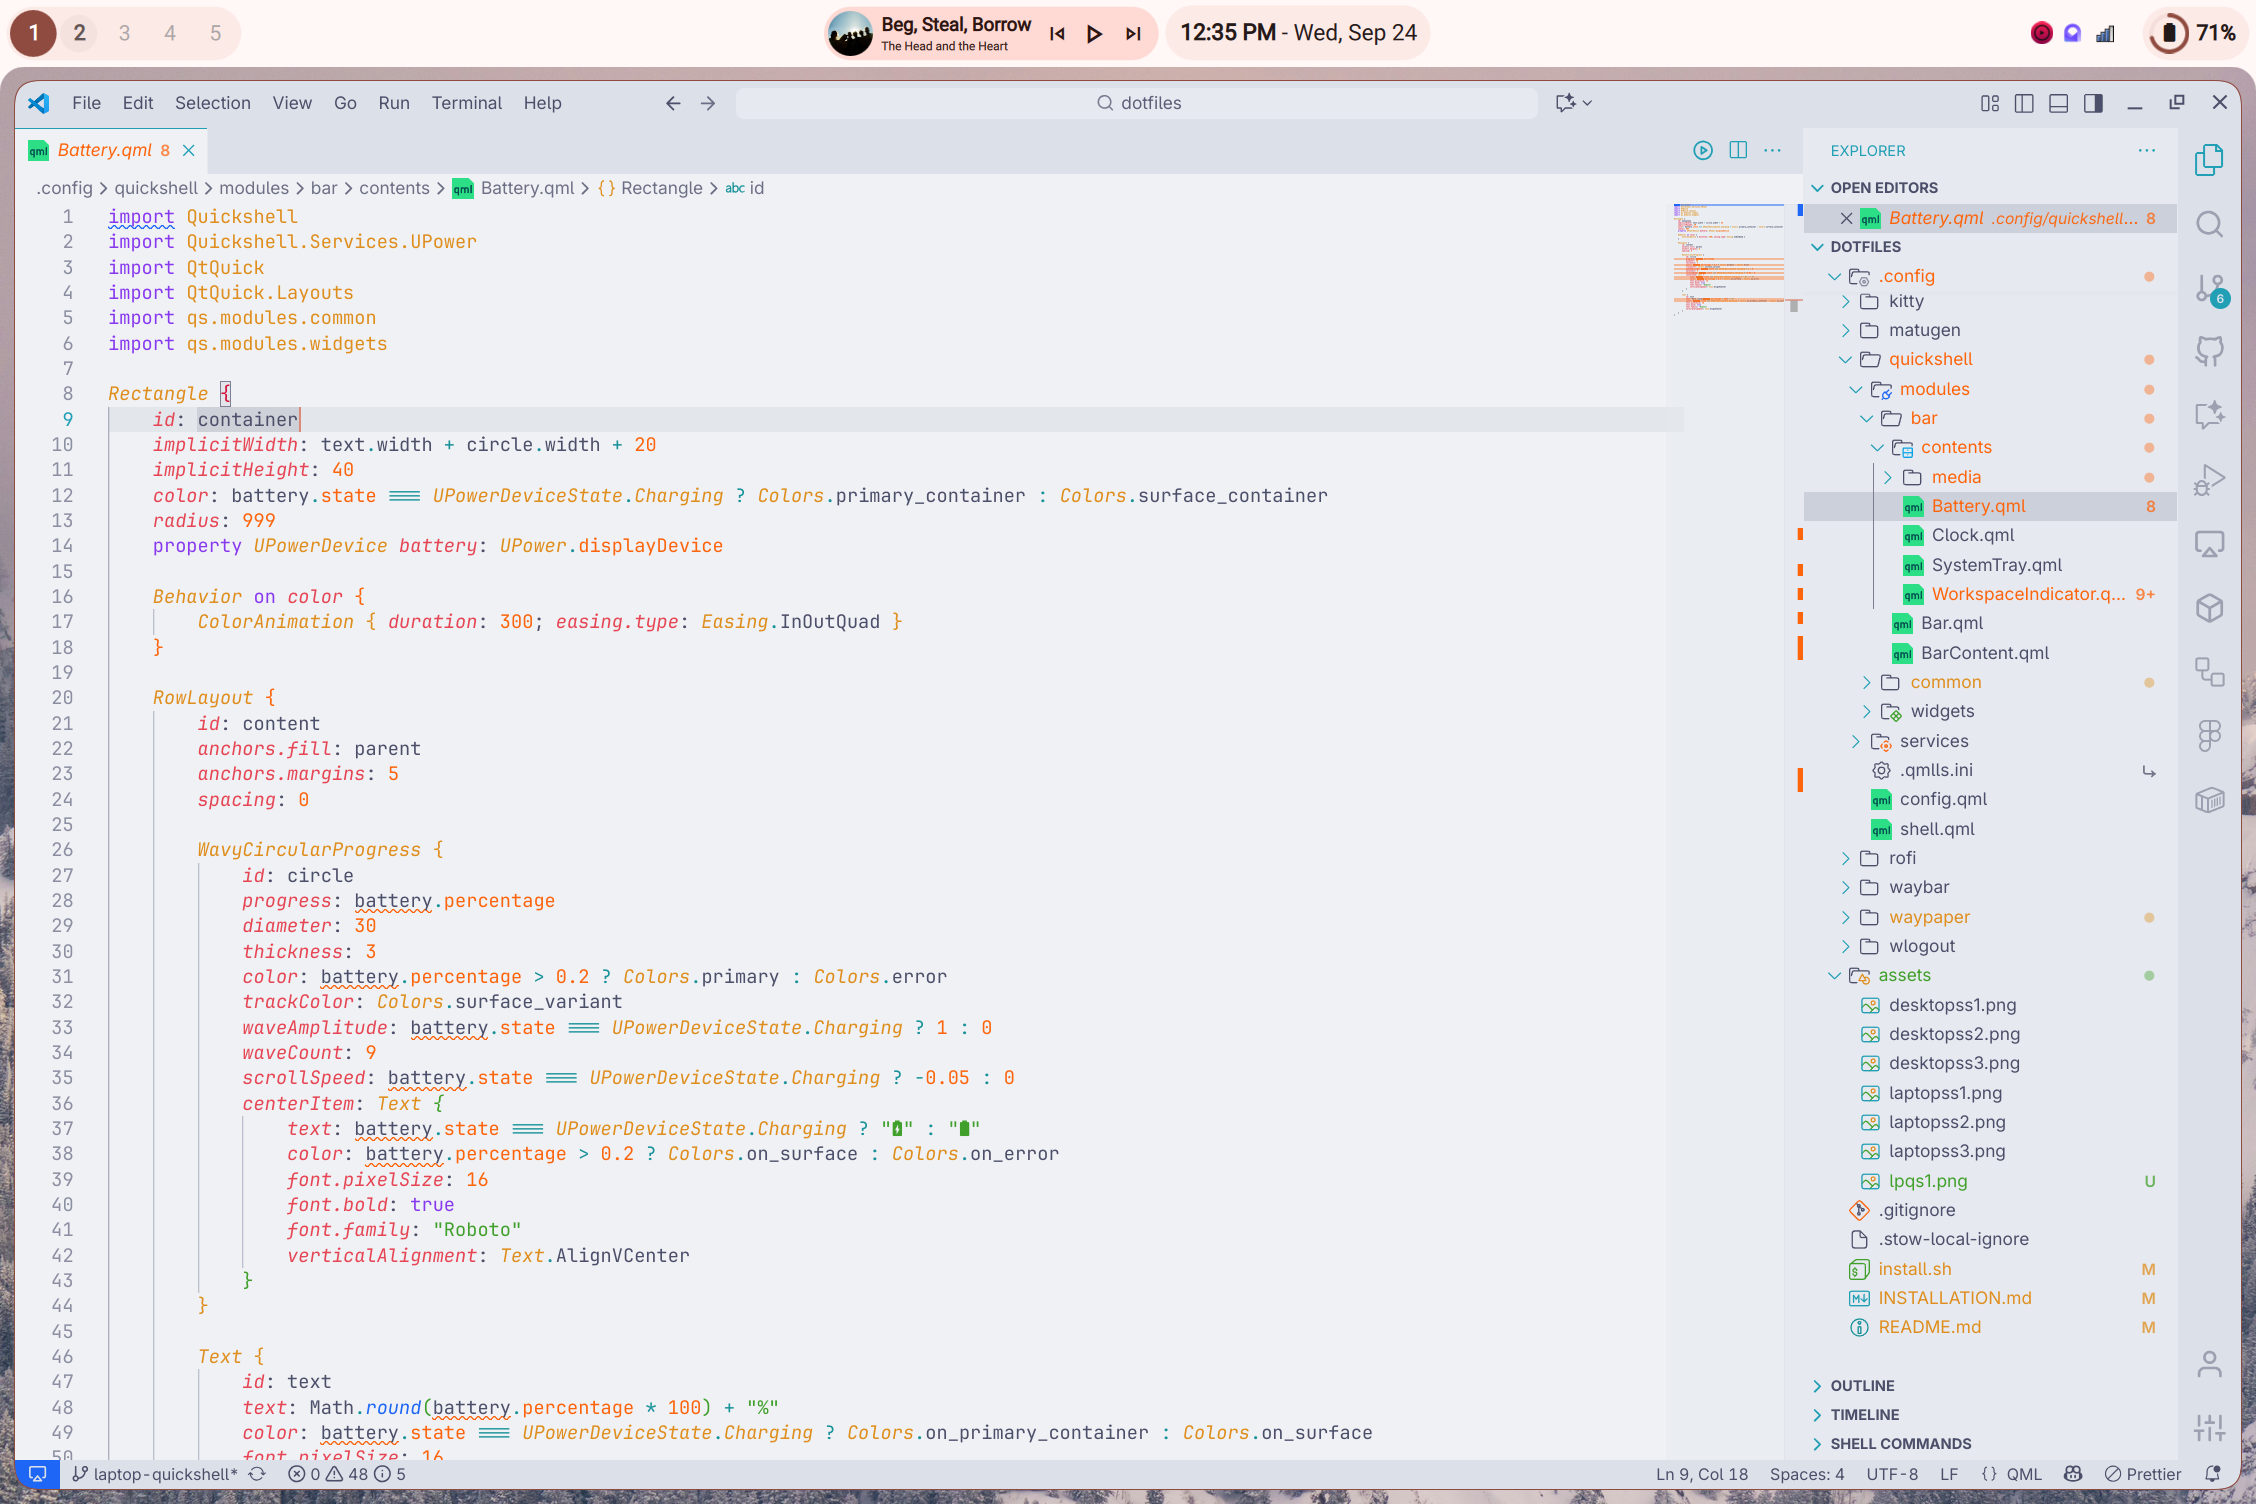 1 2 3 4 5
Beg, Steal, Borrow
The Head and the Heart
12:35 PM - Wed, Sep 24
71%
File Edit Selection View Go Run Terminal Help
dotfiles
qml Battery.qml 8
.config > quickshell > modules > bar > contents > qml Battery.qml > {} Rectangle > abc id
1 import Quickshell
2 import Quickshell.Services.UPower
3 import QtQuick
4 import QtQuick.Layouts
5 import qs.modules.common
6 import qs.modules.widgets
7
8 Rectangle {
9 id: container
10 implicitWidth: text.width + circle.width + 20
11 implicitHeight: 40
12 color: battery.state === UPowerDeviceState.Charging ? Colors.primary_container : Colors.surface_container
13 radius: 999
14 property UPowerDevice battery: UPower.displayDevice
15
16 Behavior on color {
17 ColorAnimation { duration: 300; easing.type: Easing.InOutQuad }
18 }
19
20 RowLayout {
21 id: content
22 anchors.fill: parent
23 anchors.margins: 5
24 spacing: 0
25
26 WavyCircularProgress {
27 id: circle
28 progress: battery.percentage
29 diameter: 30
30 thickness: 3
31 color: battery.percentage > 0.2 ? Colors.primary : Colors.error
32 trackColor: Colors.surface_variant
33 waveAmplitude: battery.state === UPowerDeviceState.Charging ? 1 : 0
34 waveCount: 9
35 scrollSpeed: battery.state === UPowerDeviceState.Charging ? -0.05 : 0
36 centerItem: Text {
37 text: battery.state === UPowerDeviceState.Charging ? "" : ""
38 color: battery.percentage > 0.2 ? Colors.on_surface : Colors.on_error
39 font.pixelSize: 16
40 font.bold: true
41 font.family: "Roboto"
42 verticalAlignment: Text.AlignVCenter
43 }
44 }
45
46 Text {
47 id: text
48 text: Math.round(battery.percentage * 100) + "%"
49 color: battery.state === UPowerDeviceState.Charging ? Colors.on_primary_container : Colors.on_surface
50 font.pixelSize: 16
EXPLORER
OPEN EDITORS
qml Battery.qml .config/quickshell... 8
DOTFILES
.config
kitty
matugen
quickshell
modules
bar
contents
media
qml Battery.qml 8
qml Clock.qml
qml SystemTray.qml
qml WorkspaceIndicator.q... 9+
qml Bar.qml
qml BarContent.qml
common
widgets
services
.qmlls.ini
qml config.qml
qml shell.qml
rofi
waybar
waypaper
wlogout
assets
desktopss1.png
desktopss2.png
desktopss3.png
laptopss1.png
laptopss2.png
laptopss3.png
lpqs1.png U
.gitignore
.stow-local-ignore
install.sh M
INSTALLATION.md M
README.md M
OUTLINE
TIMELINE
SHELL COMMANDS
6
laptop-quickshell* 0 48 5
Ln 9, Col 18 Spaces: 4 UTF-8 LF {} QML Prettier